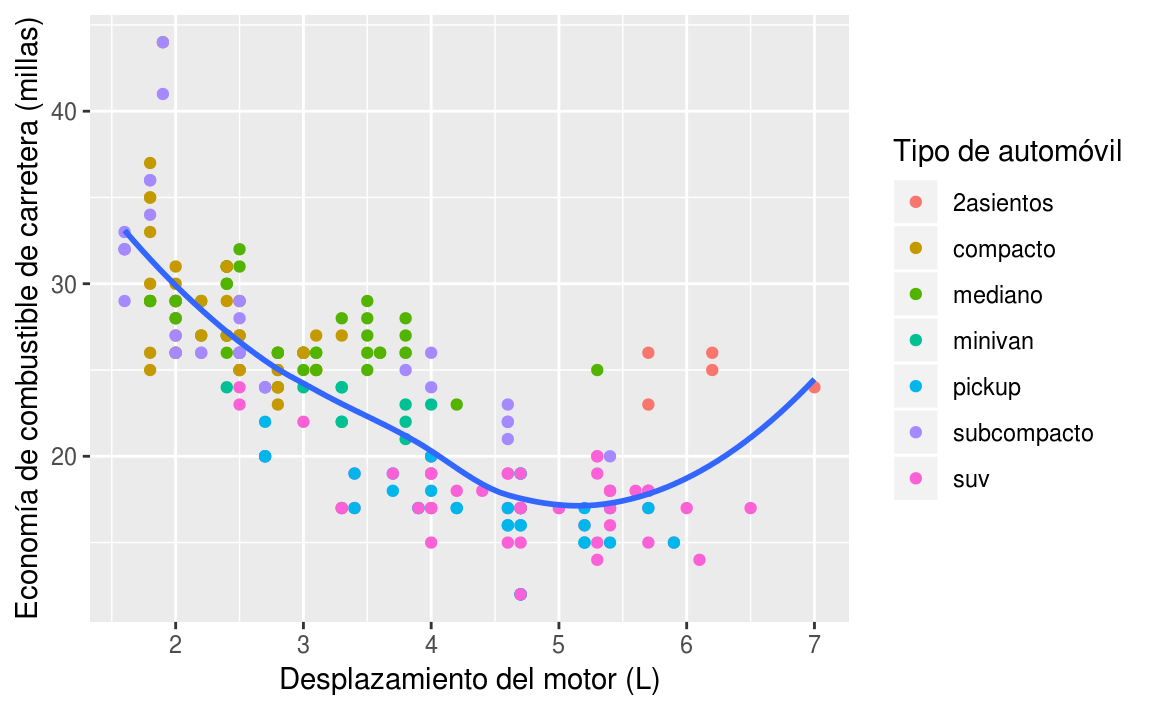 Economía de combustible de carretera (millas)
40
30
20
2 3 4 5 6 7
Desplazamiento del motor (L)
Tipo de automóvil
2asientos
compacto
mediano
minivan
pickup
subcompacto
suv